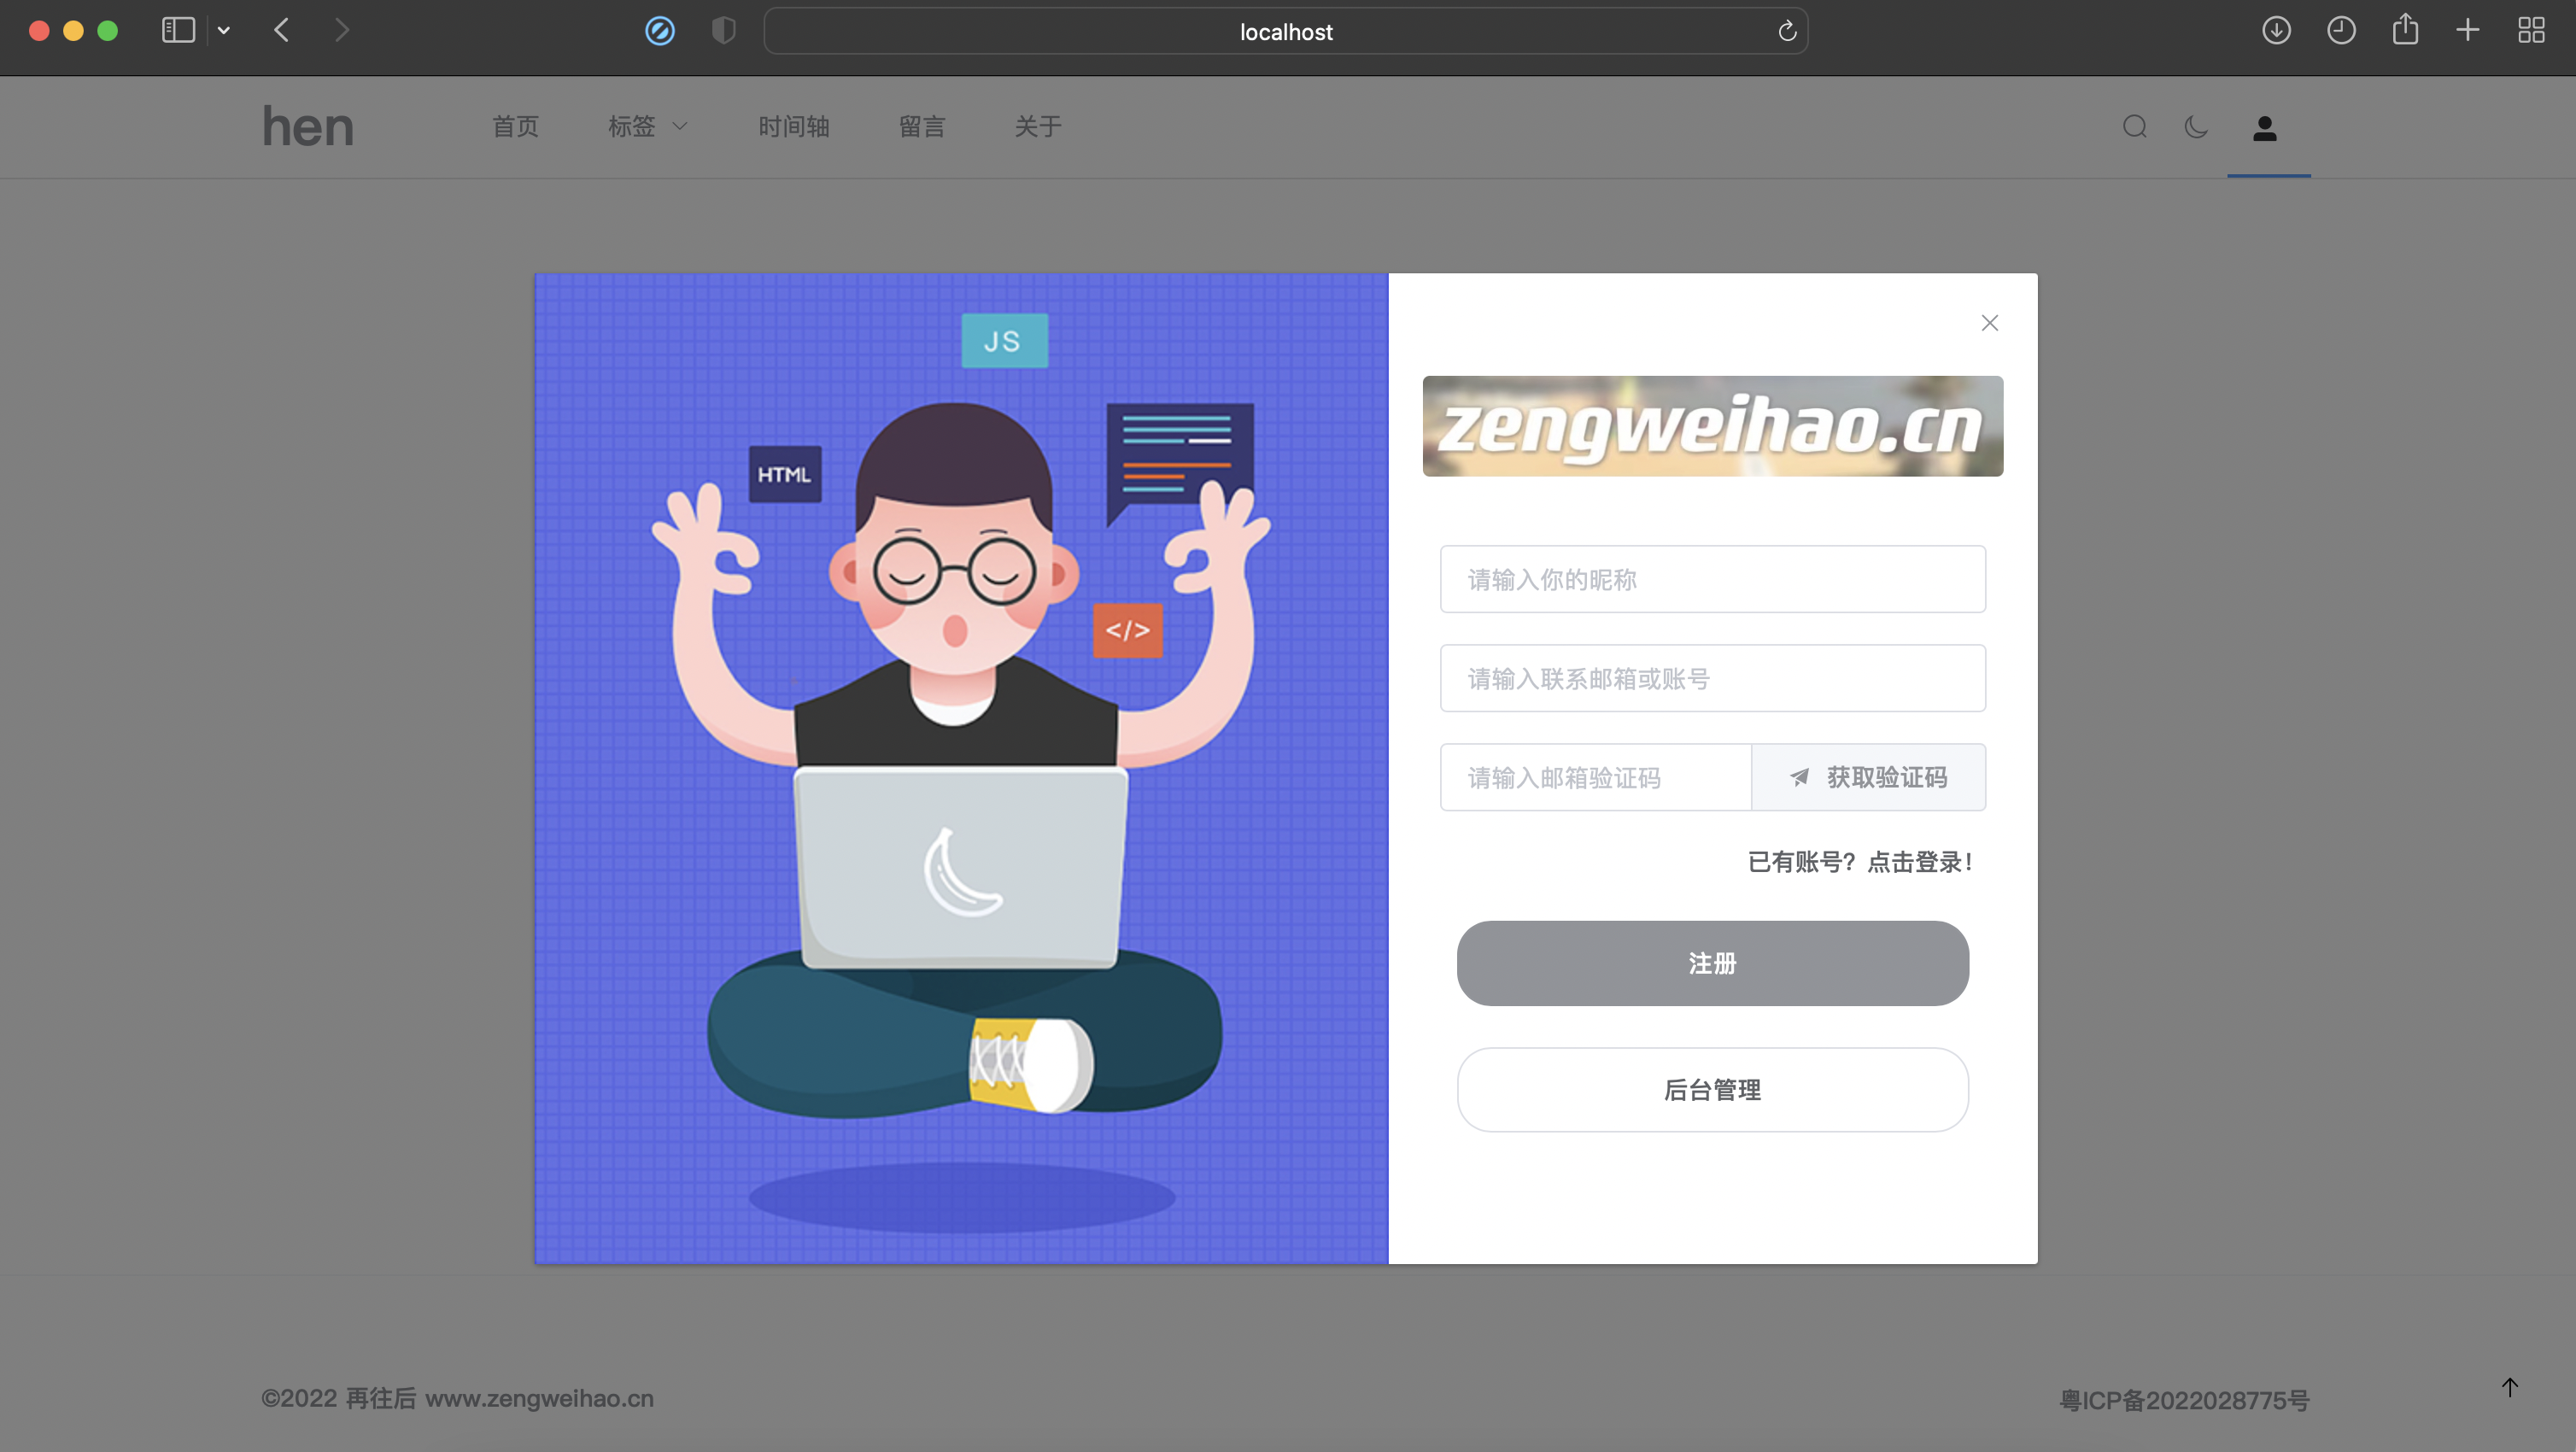 localhost
hen
首页
标签
时间轴
留言
关于
JS
HTML
</>
zengweihao.cn
请输入你的昵称
请输入联系邮箱或账号
请输入邮箱验证码
获取验证码
已有账号？点击登录！
注册
后台管理
©2022 再往后 www.zengweihao.cn
粤ICP备2022028775号